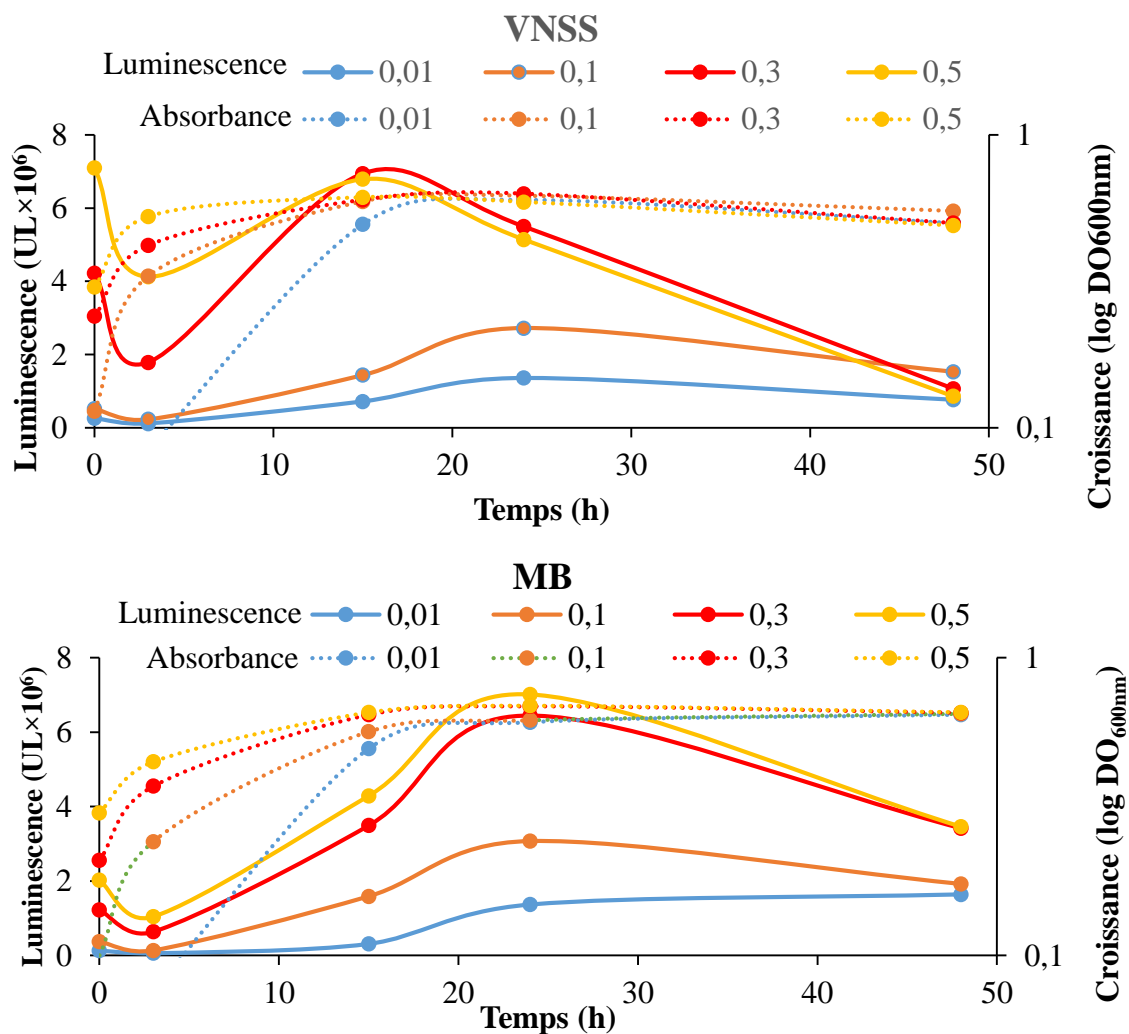 VNSS
Luminescence 0,01 0,1 0,3 0,5
Absorbance 0,01 0,1 0,3 0,5
Luminescence (UL×10⁶)
8
6
4
2
0
1
0,1
Croissance (log DO600nm)
0 10 20 30 40 50
Temps (h)
MB
Luminescence 0,01 0,1 0,3 0,5
Absorbance 0,01 0,1 0,3 0,5
Luminescence (UL×10⁶)
8
6
4
2
0
1
0,1
Croissance (log DO₆₀₀ₙₘ)
0 10 20 30 40 50
Temps (h)